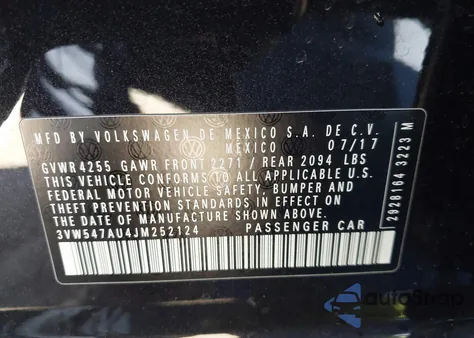 MFD BY VOLKSWAGEN DE MEXICO S.A. DE C.V.
MEXICO 07/17
GVWR 4255 GAWR FRONT 2271 / REAR 2094 LBS
THIS VEHICLE CONFORMS TO ALL APPLICABLE
FEDERAL MOTOR VEHICLE SAFETY, BUMPER AND
THEFT PREVENTION STANDARDS IN EFFECT ON
THE DATE OF MANUFACTURE SHOWN ABOVE.
3VW547AU4JM252124 PASSENGER CAR
2928164 3223 M
autoStrap